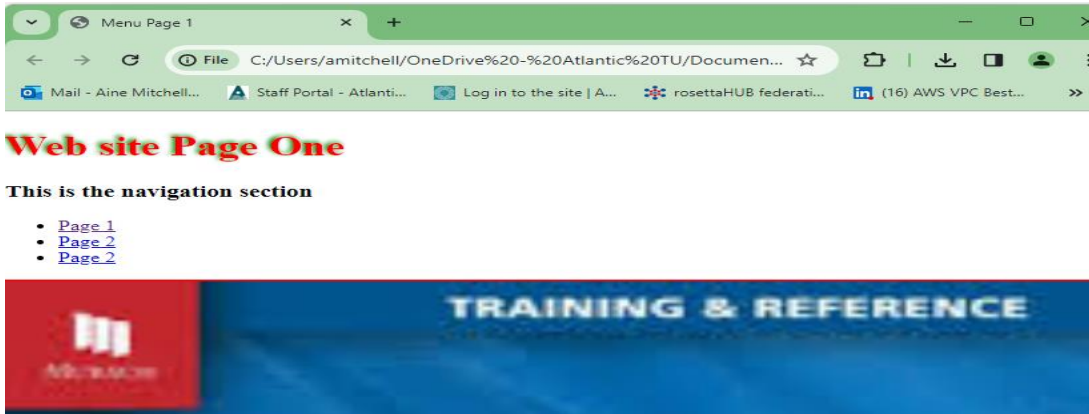 Menu Page 1
File C:/Users/amitchell/OneDrive%20-%20Atlantic%20TU/Documen...
Mail - Aine Mitchell... Staff Portal - Atlanti... Log in to the site | A... rosettaHUB federati... (16) AWS VPC Best...
Web site Page One
This is the navigation section
Page 1
Page 2
Page 2
TRAINING & REFERENCE